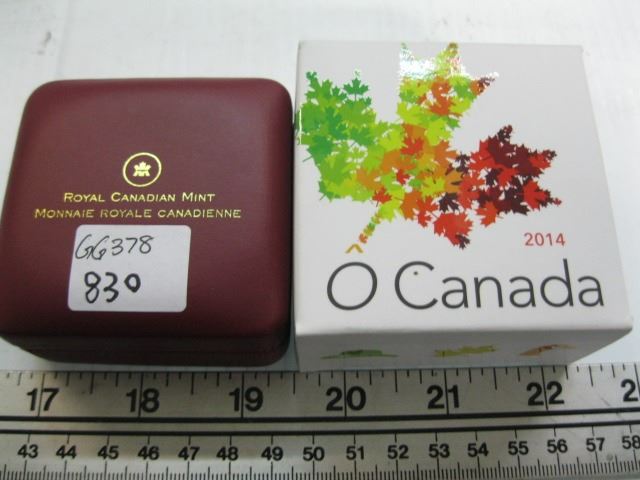 ROYAL CANADIAN MINT
MONNAIE ROYALE CANADIENNE
GG378
830
2014
O Canada
17 18 19 20 21 22 2
43 44 45 46 47 48 49 50 51 52 53 54 55 56 57 58